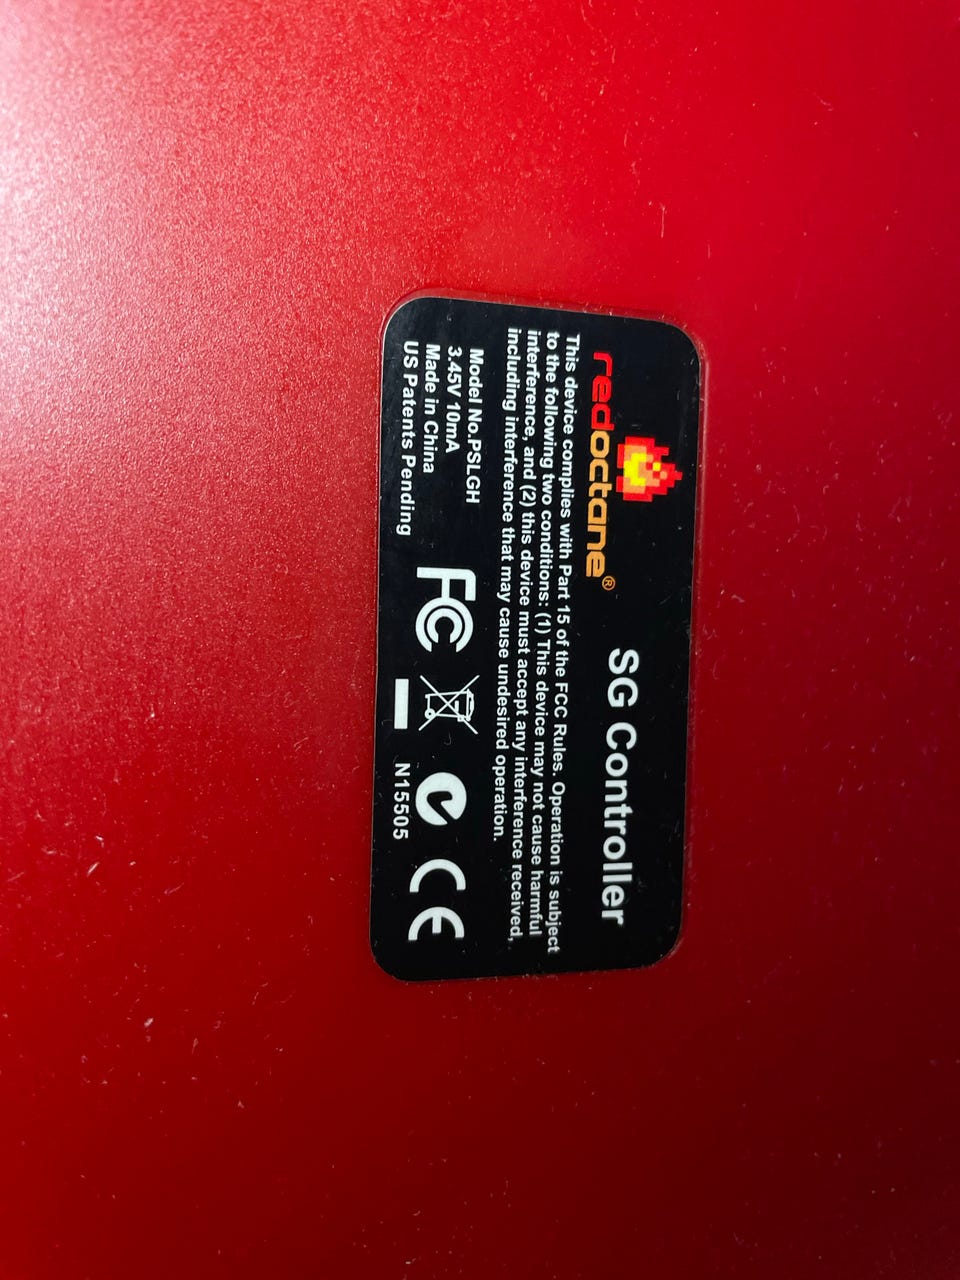 redoctane®
SG Controller
This device complies with Part 15 of the FCC Rules. Operation is subject
to the following two conditions: (1) This device may not cause harmful
interference, and (2) this device must accept any interference received,
including interference that may cause undesired operation.
Model No.PSLGH
3.45V 10mA
Made in China
US Patents Pending
FC
N15505
CE